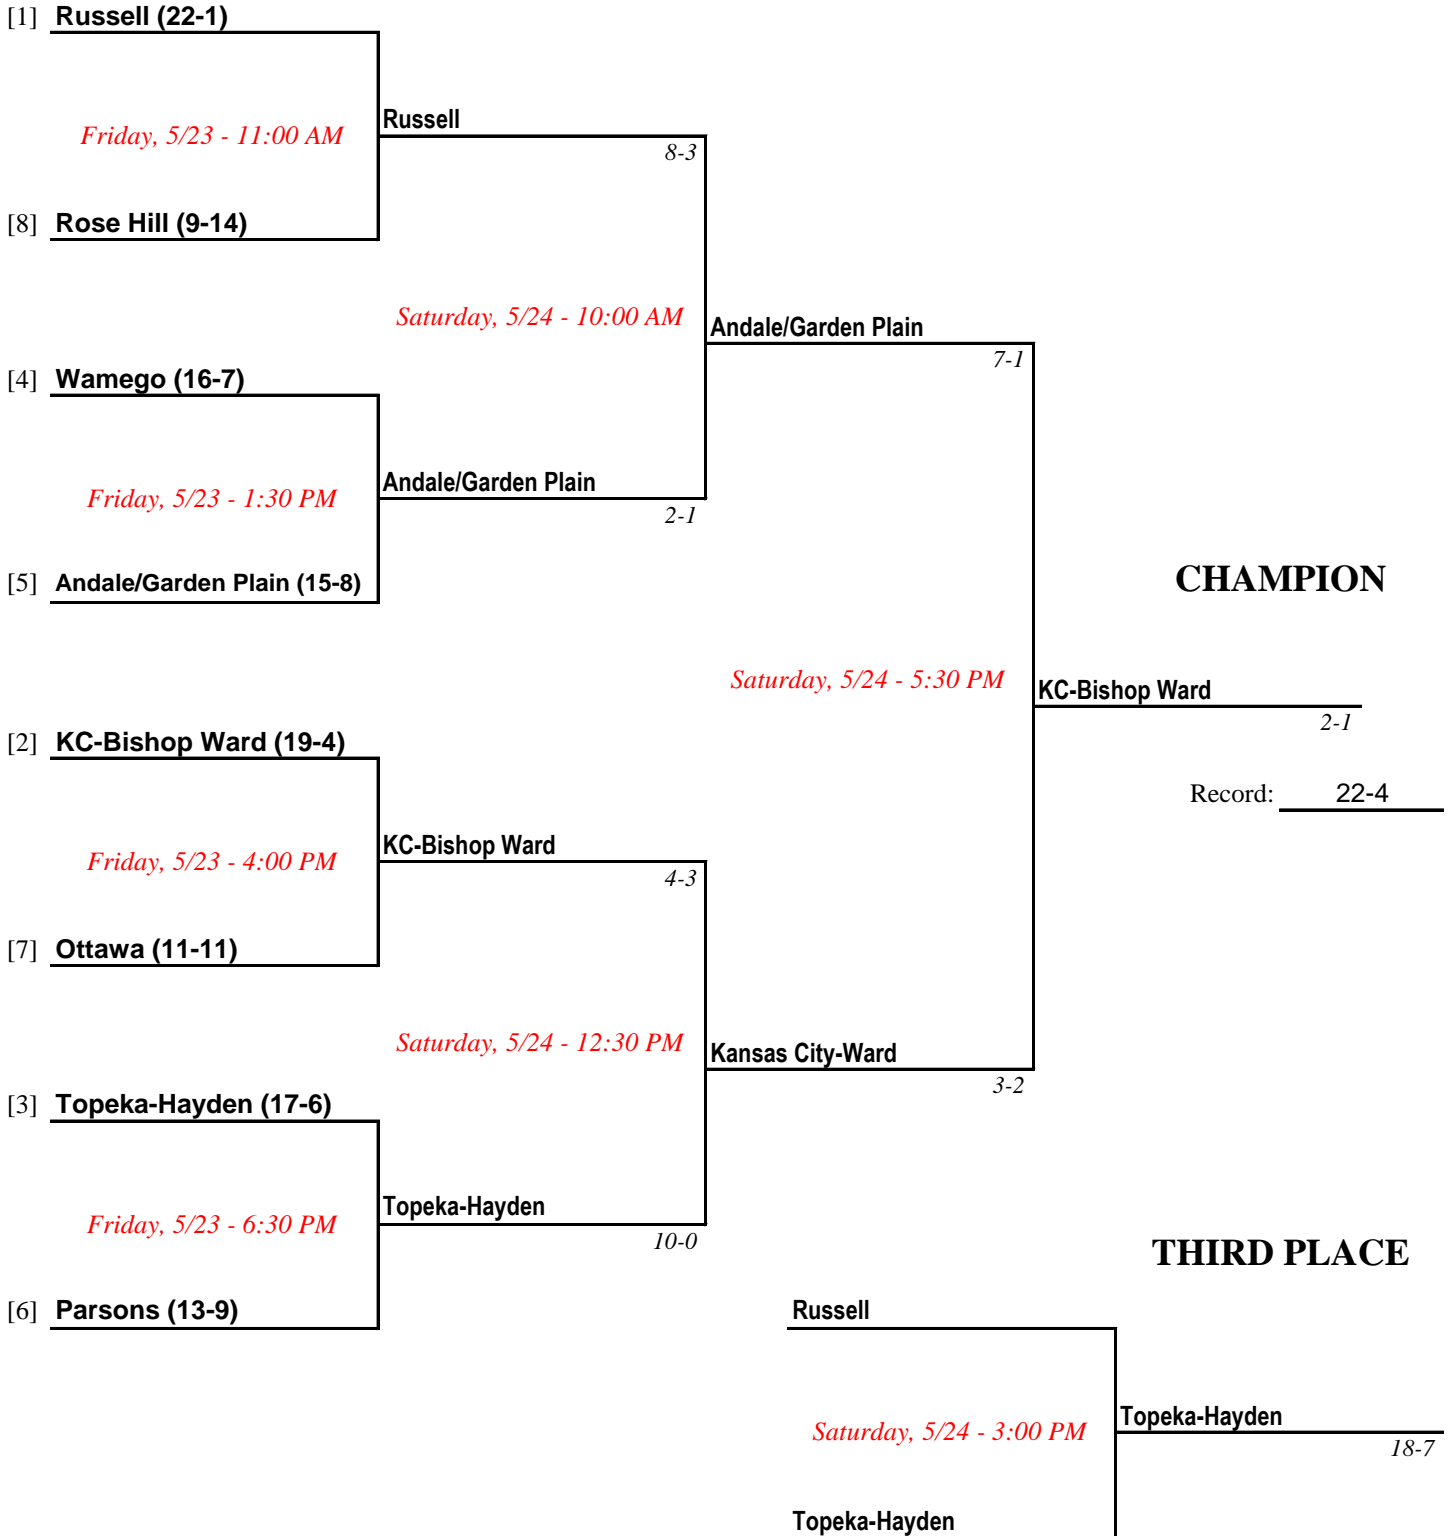 [1] Russell (22-1)
Russell
Friday, 5/23 - 11:00 AM
8-3
[8] Rose Hill (9-14)
Saturday, 5/24 - 10:00 AM
Andale/Garden Plain
7-1
[4] Wamego (16-7)
Andale/Garden Plain
Friday, 5/23 - 1:30 PM
2-1
[5] Andale/Garden Plain (15-8)
CHAMPION
Saturday, 5/24 - 5:30 PM
KC-Bishop Ward
2-1
[2] KC-Bishop Ward (19-4)
Record: 22-4
KC-Bishop Ward
Friday, 5/23 - 4:00 PM
4-3
[7] Ottawa (11-11)
Saturday, 5/24 - 12:30 PM
Kansas City-Ward
3-2
[3] Topeka-Hayden (17-6)
Topeka-Hayden
Friday, 5/23 - 6:30 PM
10-0
THIRD PLACE
[6] Parsons (13-9)
Russell
Topeka-Hayden
Saturday, 5/24 - 3:00 PM
18-7
Topeka-Hayden